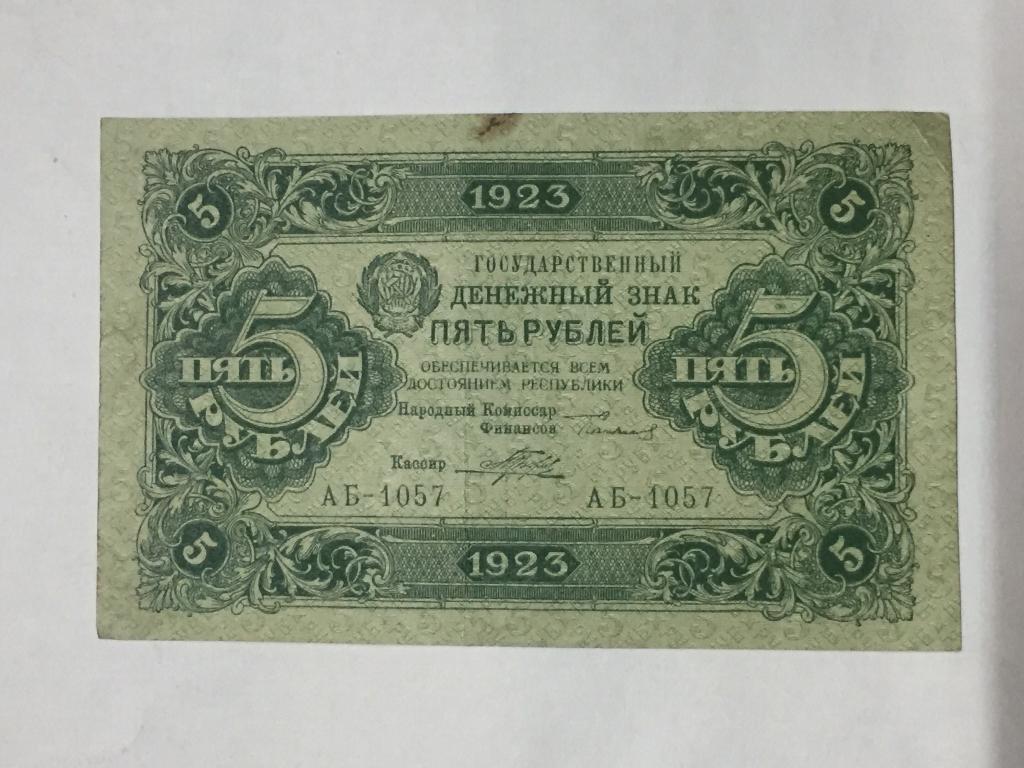 5 1923 5
ГОСУДАРСТВЕННЫЙ
ДЕНЕЖНЫЙ ЗНАК
ПЯТЬ РУБЛЕЙ
ОБЕСПЕЧИВАЕТСЯ ВСЕМ
ДОСТОЯНИЕМ РЕСПУБЛИКИ
Народный Комиссар
Финансов
Кассир
5 ПЯТЬ РУБЛЕЙ
5 ПЯТЬ РУБЛЕЙ
АБ-1057 АБ-1057
5 1923 5